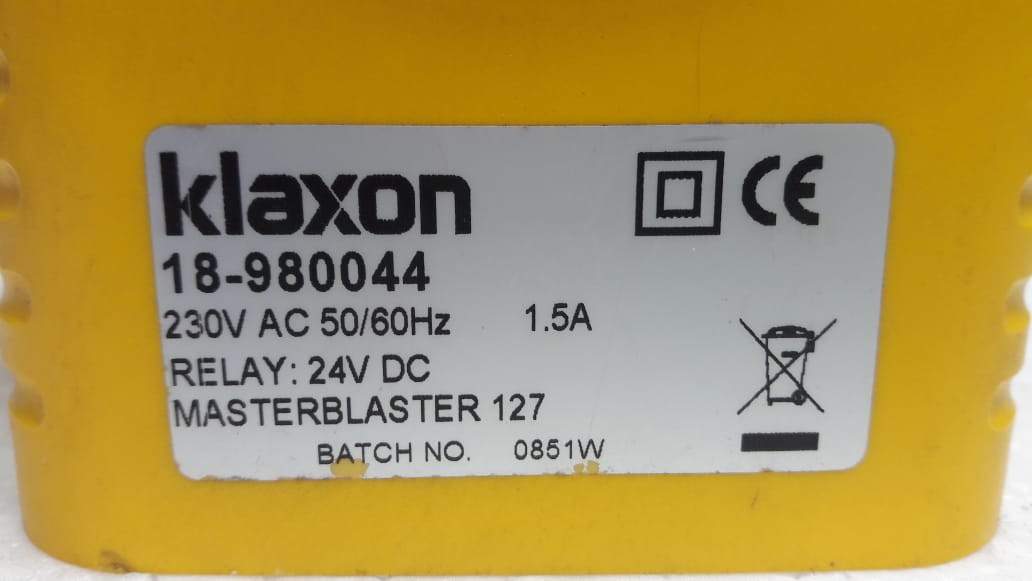 klaxon
18-980044
230V AC 50/60Hz 1.5A
RELAY: 24V DC
MASTERBLASTER 127
BATCH NO. 0851W
CE